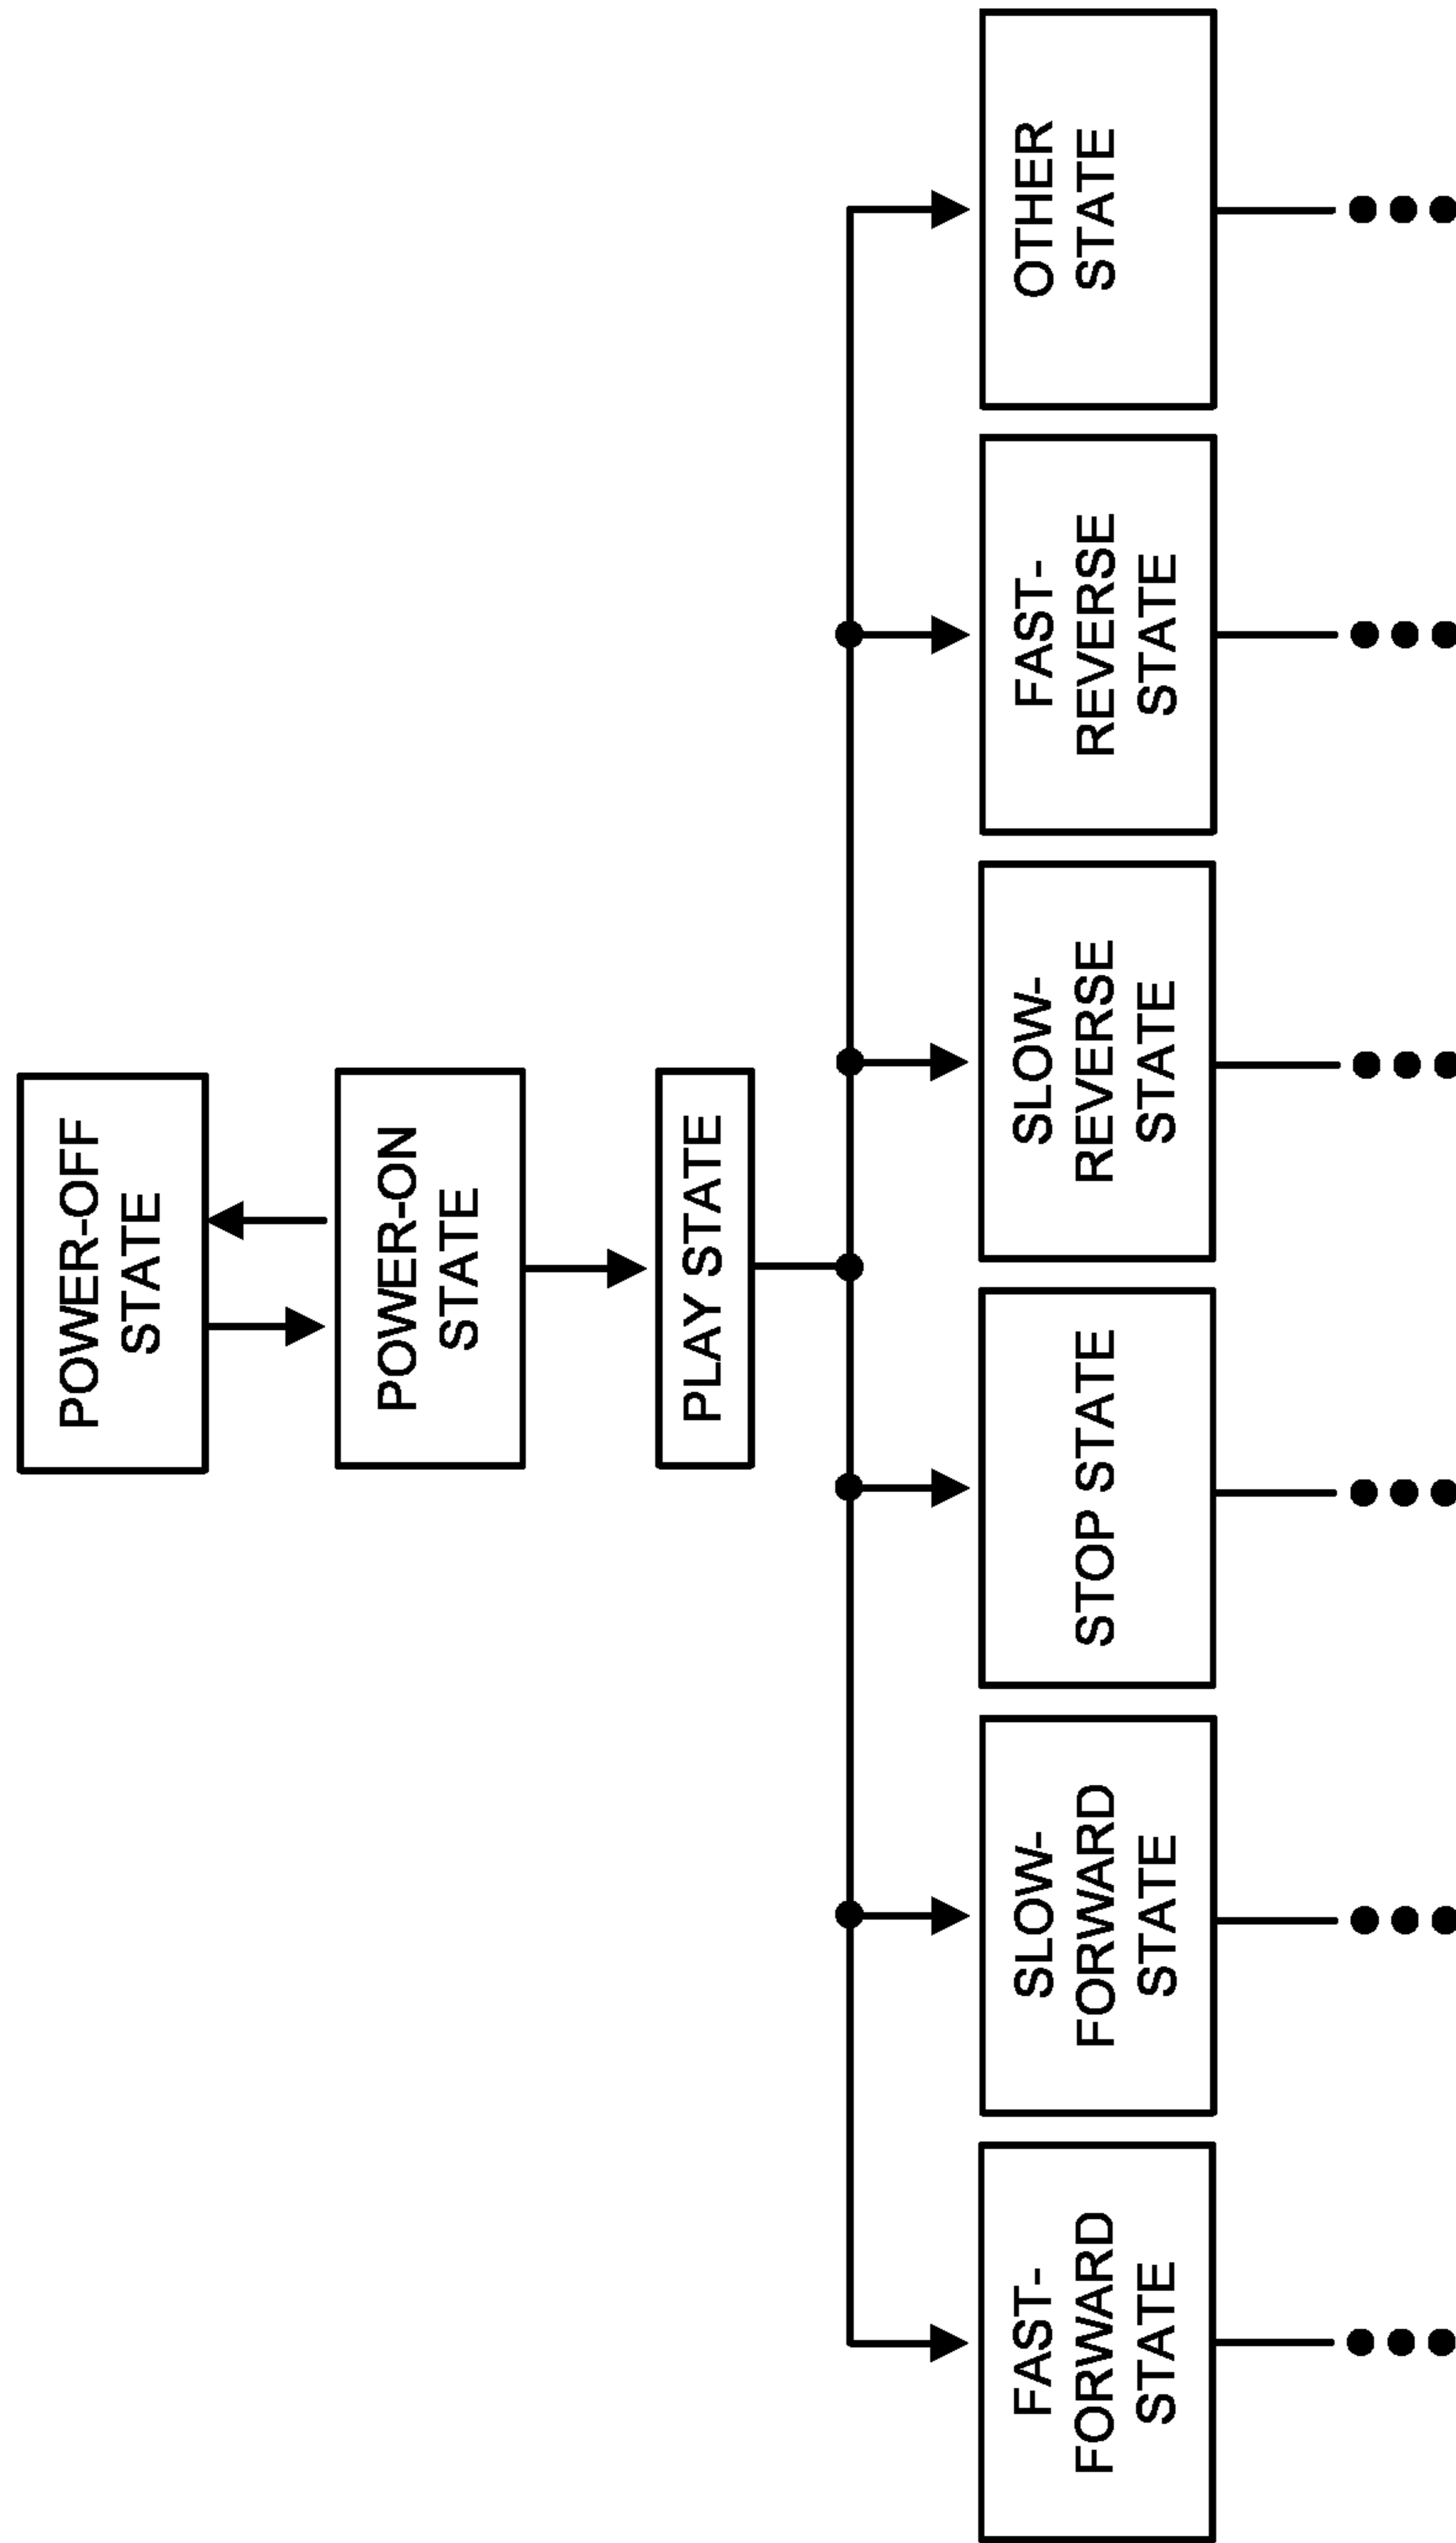 POWER-OFF
STATE
POWER-ON
STATE
PLAY STATE
FAST-
FORWARD
STATE
SLOW-
FORWARD
STATE
STOP STATE
SLOW-
REVERSE
STATE
FAST-
REVERSE
STATE
OTHER
STATE